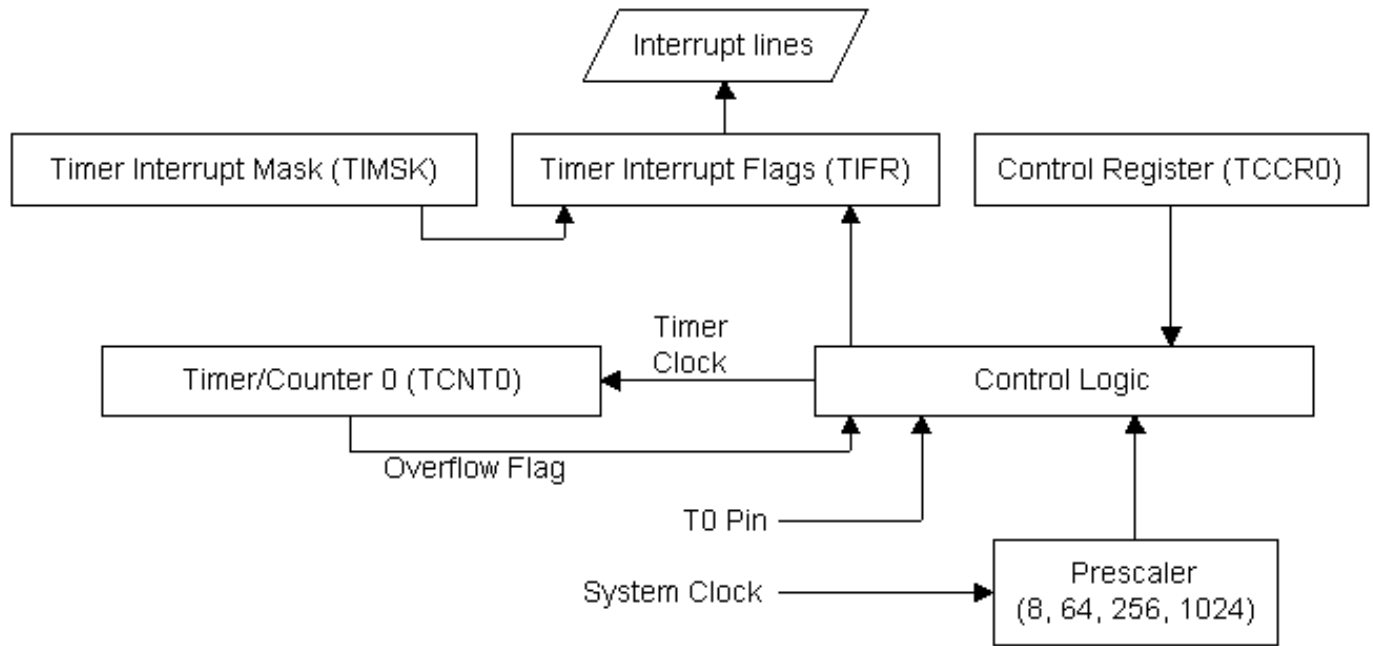 Interrupt lines
Timer Interrupt Mask (TIMSK)
Timer Interrupt Flags (TIFR)
Control Register (TCCR0)
Timer
Clock
Timer/Counter 0 (TCNT0)
Control Logic
Overflow Flag
T0 Pin
System Clock
Prescaler
(8, 64, 256, 1024)